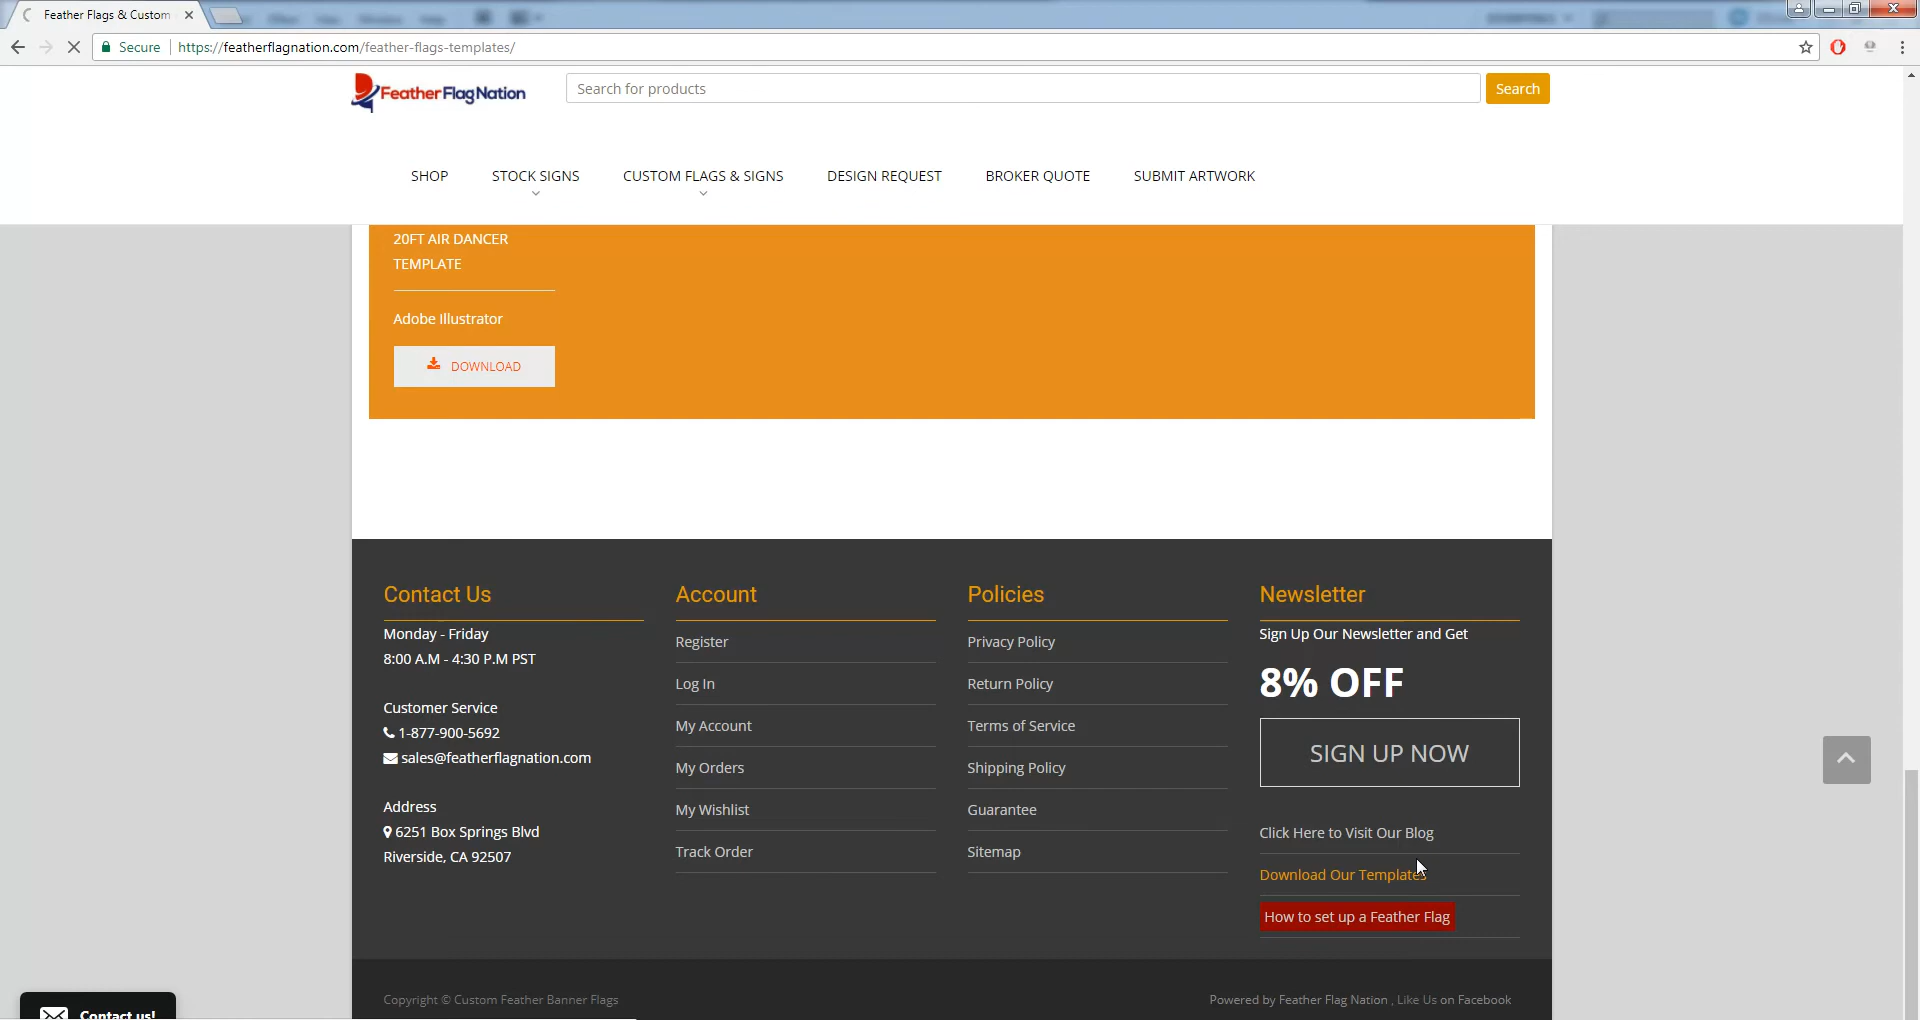 Feather Flags & Custom
Secure https://featherflagnation.com/feather-flags-templates/
FeatherFlagNation
Search for products
Search
SHOP
STOCK SIGNS
CUSTOM FLAGS & SIGNS
DESIGN REQUEST
BROKER QUOTE
SUBMIT ARTWORK
20FT AIR DANCER
TEMPLATE
Adobe Illustrator
DOWNLOAD
Contact Us
Monday - Friday
8:00 A.M - 4:30 P.M PST
Customer Service
1-877-900-5692
sales@featherflagnation.com
Address
6251 Box Springs Blvd
Riverside, CA 92507
Account
Register
Log In
My Account
My Orders
My Wishlist
Track Order
Policies
Privacy Policy
Return Policy
Terms of Service
Shipping Policy
Guarantee
Sitemap
Newsletter
Sign Up Our Newsletter and Get
8% OFF
SIGN UP NOW
Click Here to Visit Our Blog
Download Our Templates
How to set up a Feather Flag
Copyright © Custom Feather Banner Flags
Powered by Feather Flag Nation , Like Us on Facebook
Contact us!